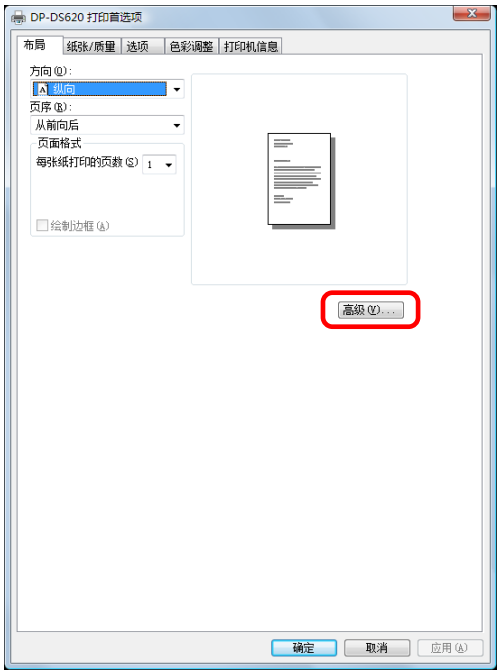 DP-DS620 打印首选项
布局 纸张/质量 选项 色彩调整 打印机信息
方向(O):
纵向
页序(R):
从前向后
页面格式
每张纸打印的页数(S) 1
绘制边框(A)
高级(V)...
确定 取消 应用(A)